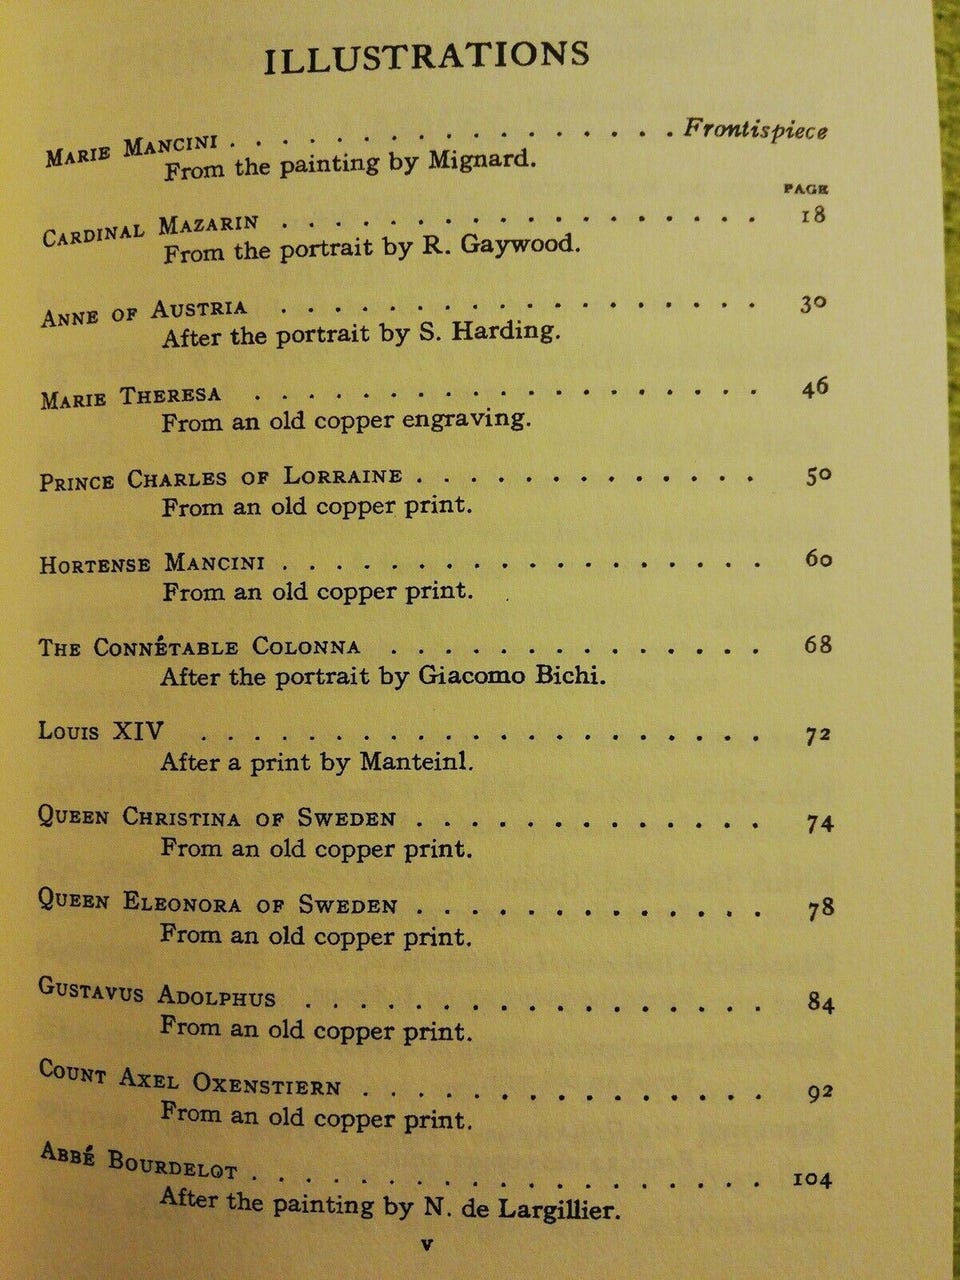 ILLUSTRATIONS
MARIE MANCINI . . . . . . . . . . . . . . . . . Frontispiece
From the painting by Mignard.
PAGE
CARDINAL MAZARIN . . . . . . . . . . . . . . . . . . 18
From the portrait by R. Gaywood.
ANNE OF AUSTRIA . . . . . . . . . . . . . . . . . . 30
After the portrait by S. Harding.
MARIE THERESA . . . . . . . . . . . . . . . . . . . 46
From an old copper engraving.
PRINCE CHARLES OF LORRAINE . . . . . . . . . . . . . 50
From an old copper print.
HORTENSE MANCINI . . . . . . . . . . . . . . . . . . 60
From an old copper print.
THE CONNÉTABLE COLONNA . . . . . . . . . . . . . . 68
After the portrait by Giacomo Bichi.
LOUIS XIV . . . . . . . . . . . . . . . . . . . . . 72
After a print by Manteinl.
QUEEN CHRISTINA OF SWEDEN . . . . . . . . . . . . . 74
From an old copper print.
QUEEN ELEONORA OF SWEDEN . . . . . . . . . . . . . 78
From an old copper print.
GUSTAVUS ADOLPHUS . . . . . . . . . . . . . . . . . 84
From an old copper print.
COUNT AXEL OXENSTIERN . . . . . . . . . . . . . . . 92
From an old copper print.
ABBÉ BOURDELOT . . . . . . . . . . . . . . . . . . . 104
After the painting by N. de Largillier.
v